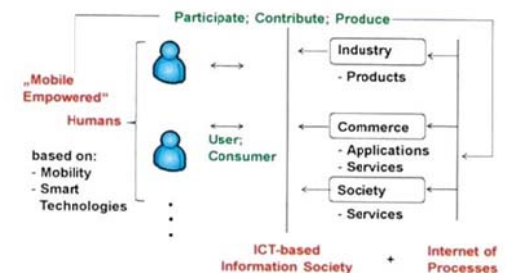 Participate; Contribute; Produce
„Mobile
Empowered“
Humans
based on:
- Mobility
- Smart
Technologies
User;
Consumer
Industry
- Products
Commerce
- Applications
- Services
Society
- Services
ICT-based
Information Society
+
Internet of
Processes